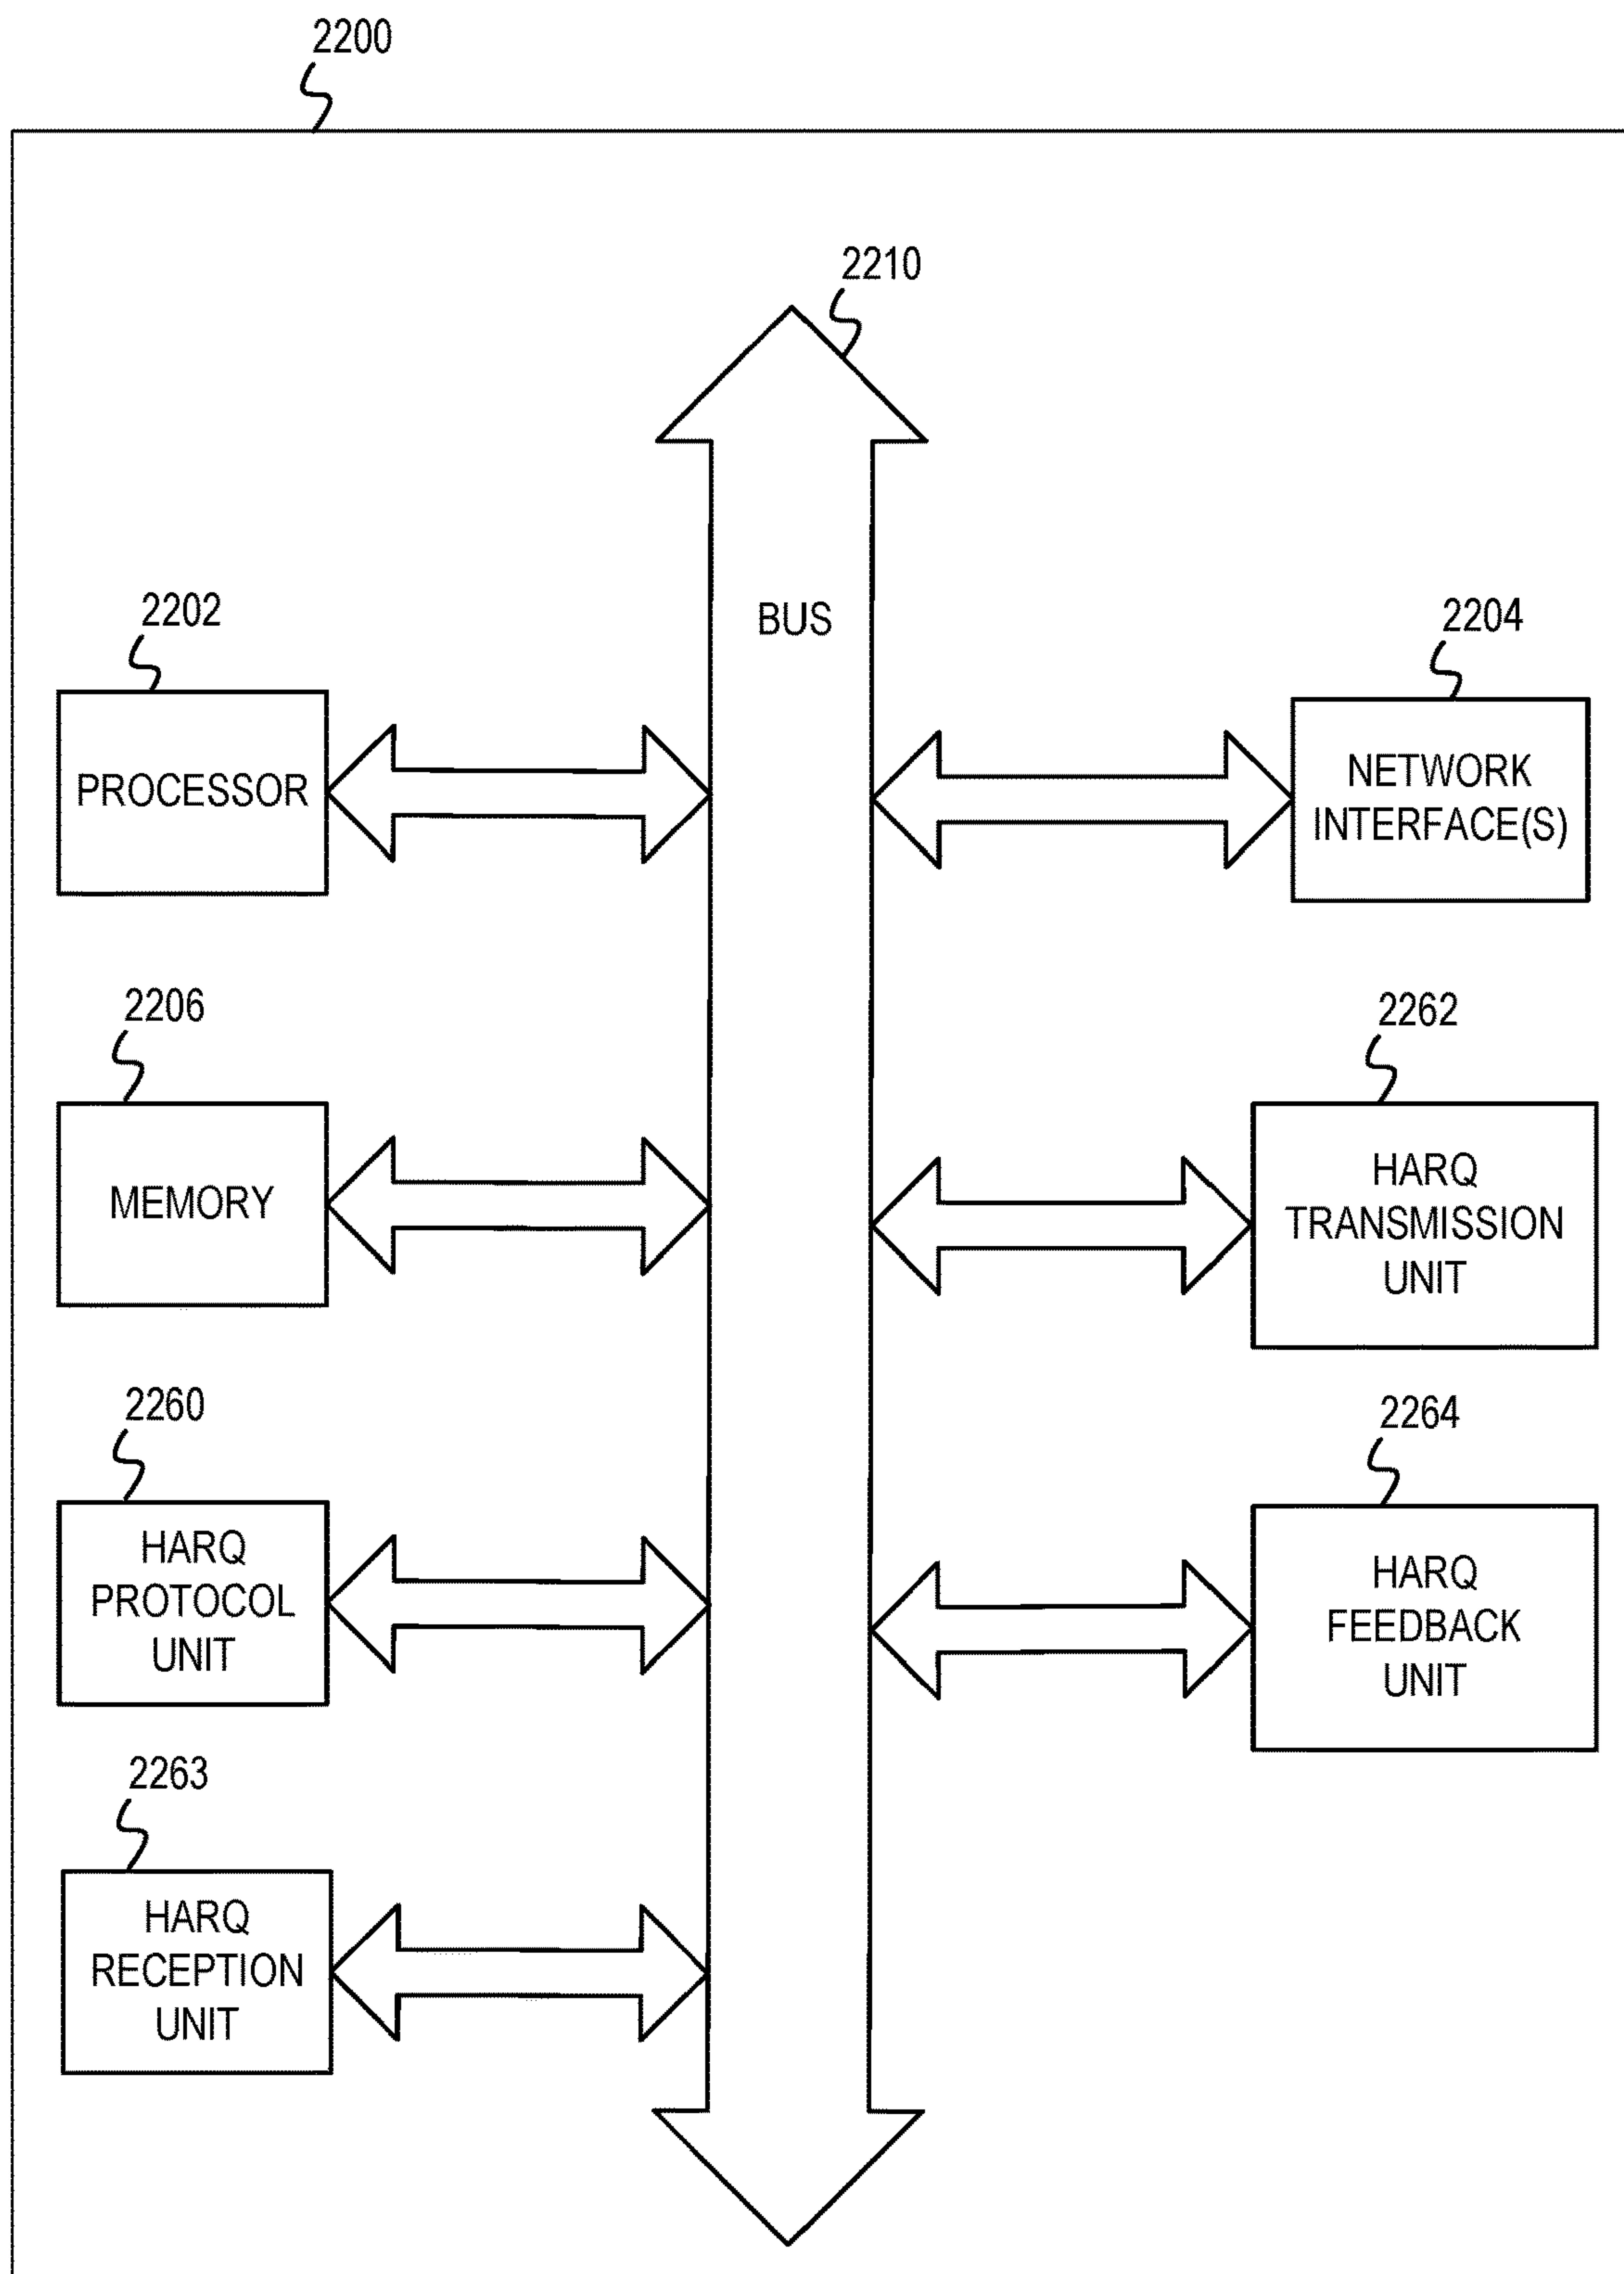 2200
2210
BUS
2202
PROCESSOR
2204
NETWORK
INTERFACE(S)
2206
MEMORY
2262
HARQ
TRANSMISSION
UNIT
2260
HARQ
PROTOCOL
UNIT
2264
HARQ
FEEDBACK
UNIT
2263
HARQ
RECEPTION
UNIT